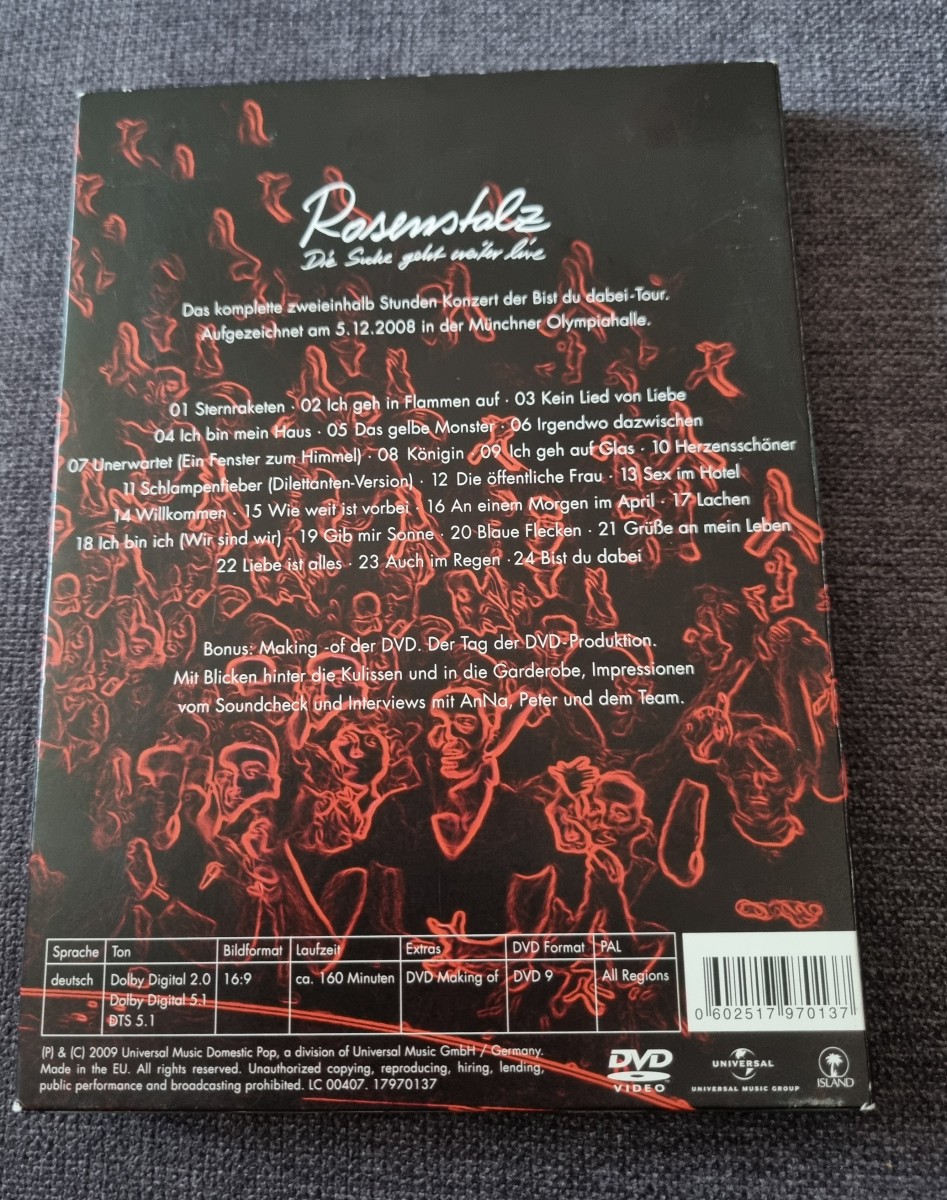 Rosenstolz
Die Suche geht weiter live
Das komplette zweieinhalb Stunden Konzert der Bist du dabei-Tour.
Aufgezeichnet am 5.12.2008 in der Münchner Olympiahalle.
01 Sternraketen · 02 Ich geh in Flammen auf · 03 Kein Lied von Liebe
04 Ich bin mein Haus · 05 Das gelbe Monster · 06 Irgendwo dazwischen
07 Unerwartet (Ein Fenster zum Himmel) · 08 Königin · 09 Ich geh auf Glas · 10 Herzensschöner
11 Schlampenfieber (Dilettanten-Version) · 12 Die öffentliche Frau · 13 Sex im Hotel
14 Willkommen · 15 Wie weit ist vorbei · 16 An einem Morgen im April · 17 Lachen
18 Ich bin ich (Wir sind wir) · 19 Gib mir Sonne · 20 Blaue Flecken · 21 Grüße an mein Leben
22 Liebe ist alles · 23 Auch im Regen · 24 Bist du dabei
Bonus: Making -of der DVD. Der Tag der DVD-Produktion.
Mit Blicken hinter die Kulissen und in die Garderobe, Impressionen
vom Soundcheck und Interviews mit AnNa, Peter und dem Team.
Sprache Ton Bildformat Laufzeit Extras DVD Format PAL
deutsch Dolby Digital 2.0 16:9 ca. 160 Minuten DVD Making of DVD 9 All Regions
Dolby Digital 5.1
DTS 5.1
0 602517 970137
(P) & (C) 2009 Universal Music Domestic Pop, a division of Universal Music GmbH / Germany.
Made in the EU. All rights reserved. Unauthorized copying, reproducing, hiring, lending,
public performance and broadcasting prohibited. LC 00407. 17970137
DVD
VIDEO
UNIVERSAL
UNIVERSAL MUSIC GROUP
ISLAND